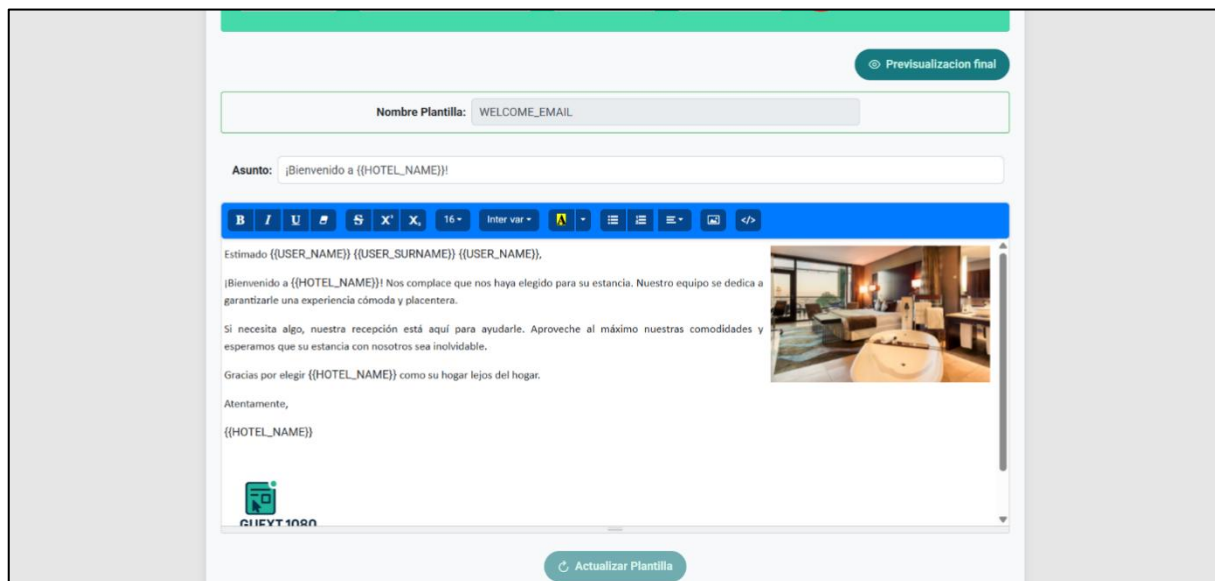 Previsualizacion final
Nombre Plantilla: WELCOME_EMAIL
Asunto: ¡Bienvenido a {{HOTEL_NAME}}!
B I U S X² X₂ 16 Inter var A </>
Estimado {{USER_NAME}} {{USER_SURNAME}} {{USER_NAME}},
¡Bienvenido a {{HOTEL_NAME}}! Nos complace que nos haya elegido para su estancia. Nuestro equipo se dedica a
garantizarle una experiencia cómoda y placentera.
Si necesita algo, nuestra recepción está aquí para ayudarle. Aproveche al máximo nuestras comodidades y
esperamos que su estancia con nosotros sea inolvidable.
Gracias por elegir {{HOTEL_NAME}} como su hogar lejos del hogar.
Atentamente,
{{HOTEL_NAME}}
Actualizar Plantilla